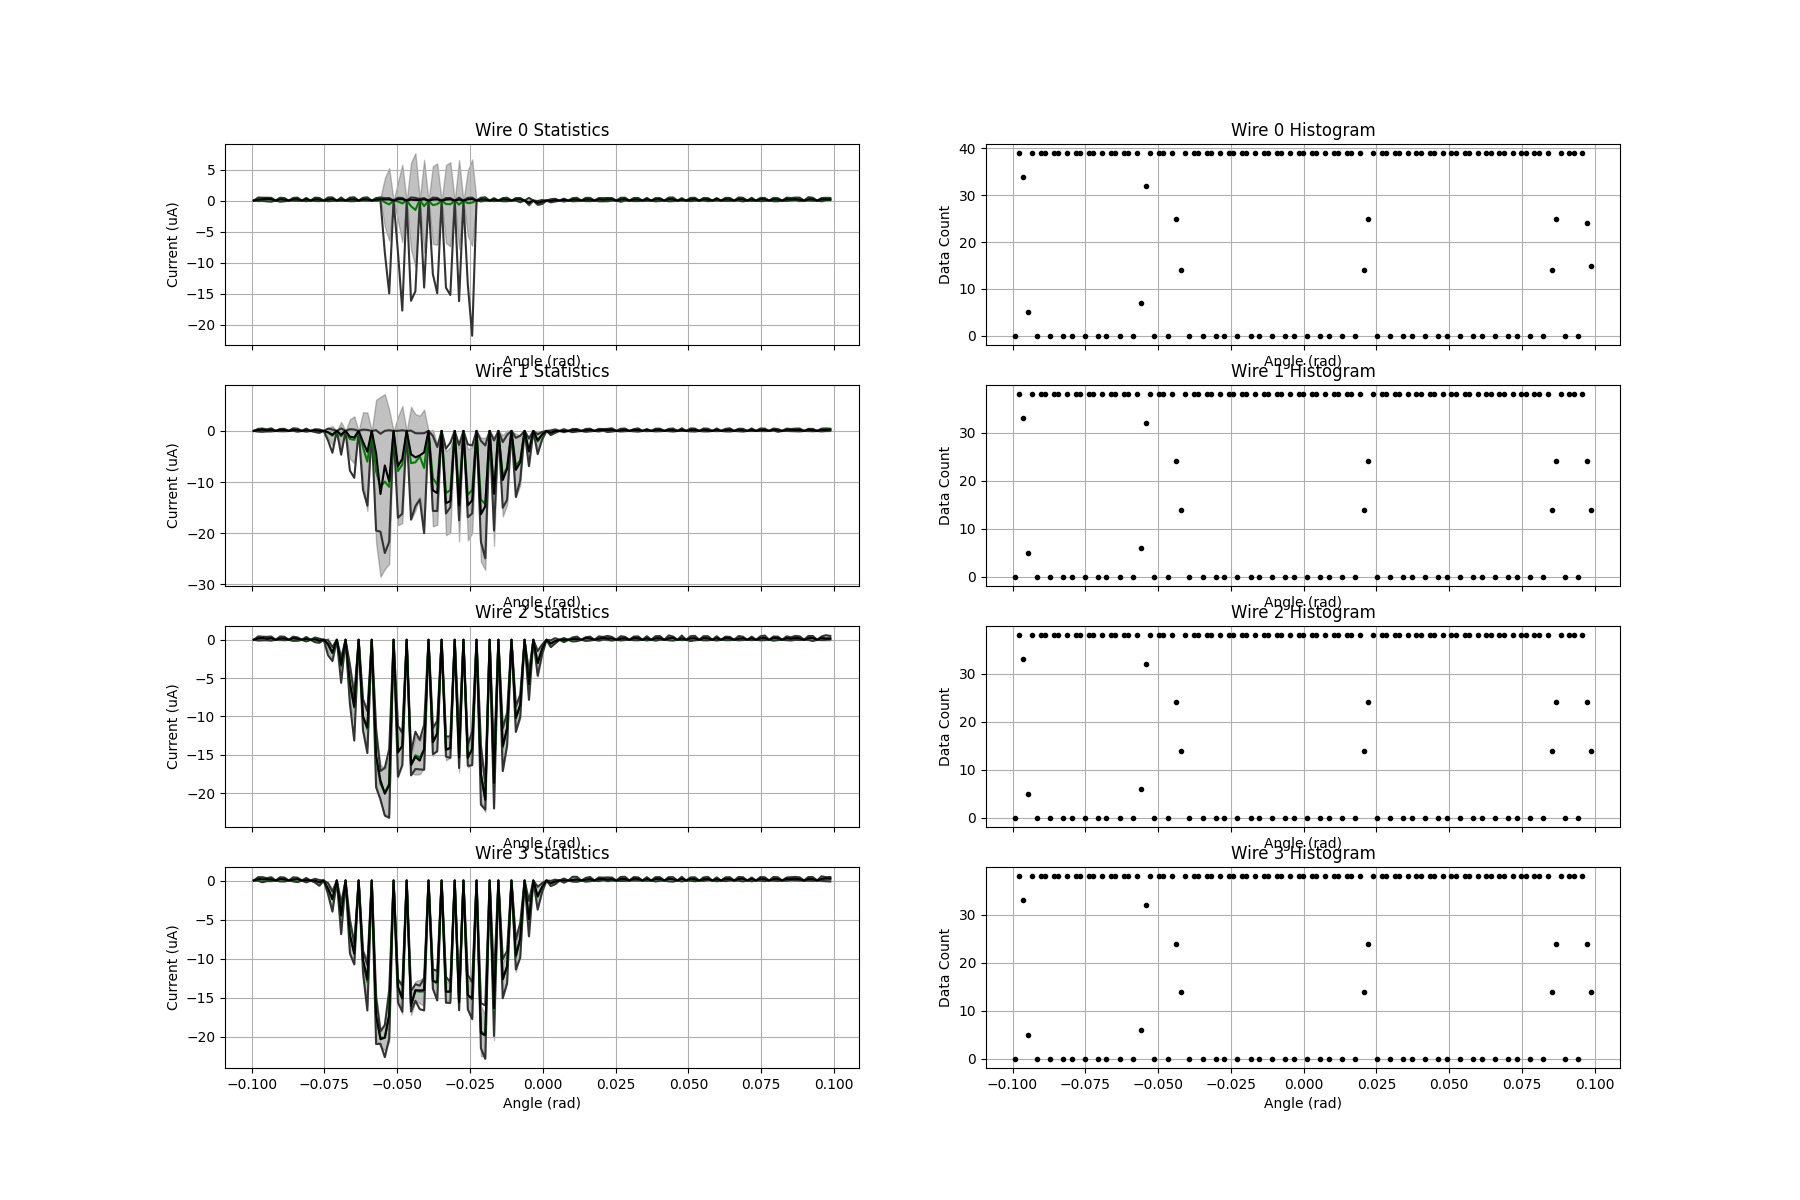 Wire 0 Statistics
Wire 0 Histogram
Current (uA)
5
0
−5
−10
−15
−20
Angle (rad)
Data Count
40
30
20
10
0
Angle (rad)
Wire 1 Statistics
Wire 1 Histogram
Current (uA)
0
−10
−20
−30
Angle (rad)
Data Count
30
20
10
0
Angle (rad)
Wire 2 Statistics
Wire 2 Histogram
Current (uA)
0
−5
−10
−15
−20
Angle (rad)
Data Count
30
20
10
0
Angle (rad)
Wire 3 Statistics
Wire 3 Histogram
Current (uA)
0
−5
−10
−15
−20
−0.100 −0.075 −0.050 −0.025 0.000 0.025 0.050 0.075 0.100
Angle (rad)
Data Count
30
20
10
0
−0.100 −0.075 −0.050 −0.025 0.000 0.025 0.050 0.075 0.100
Angle (rad)